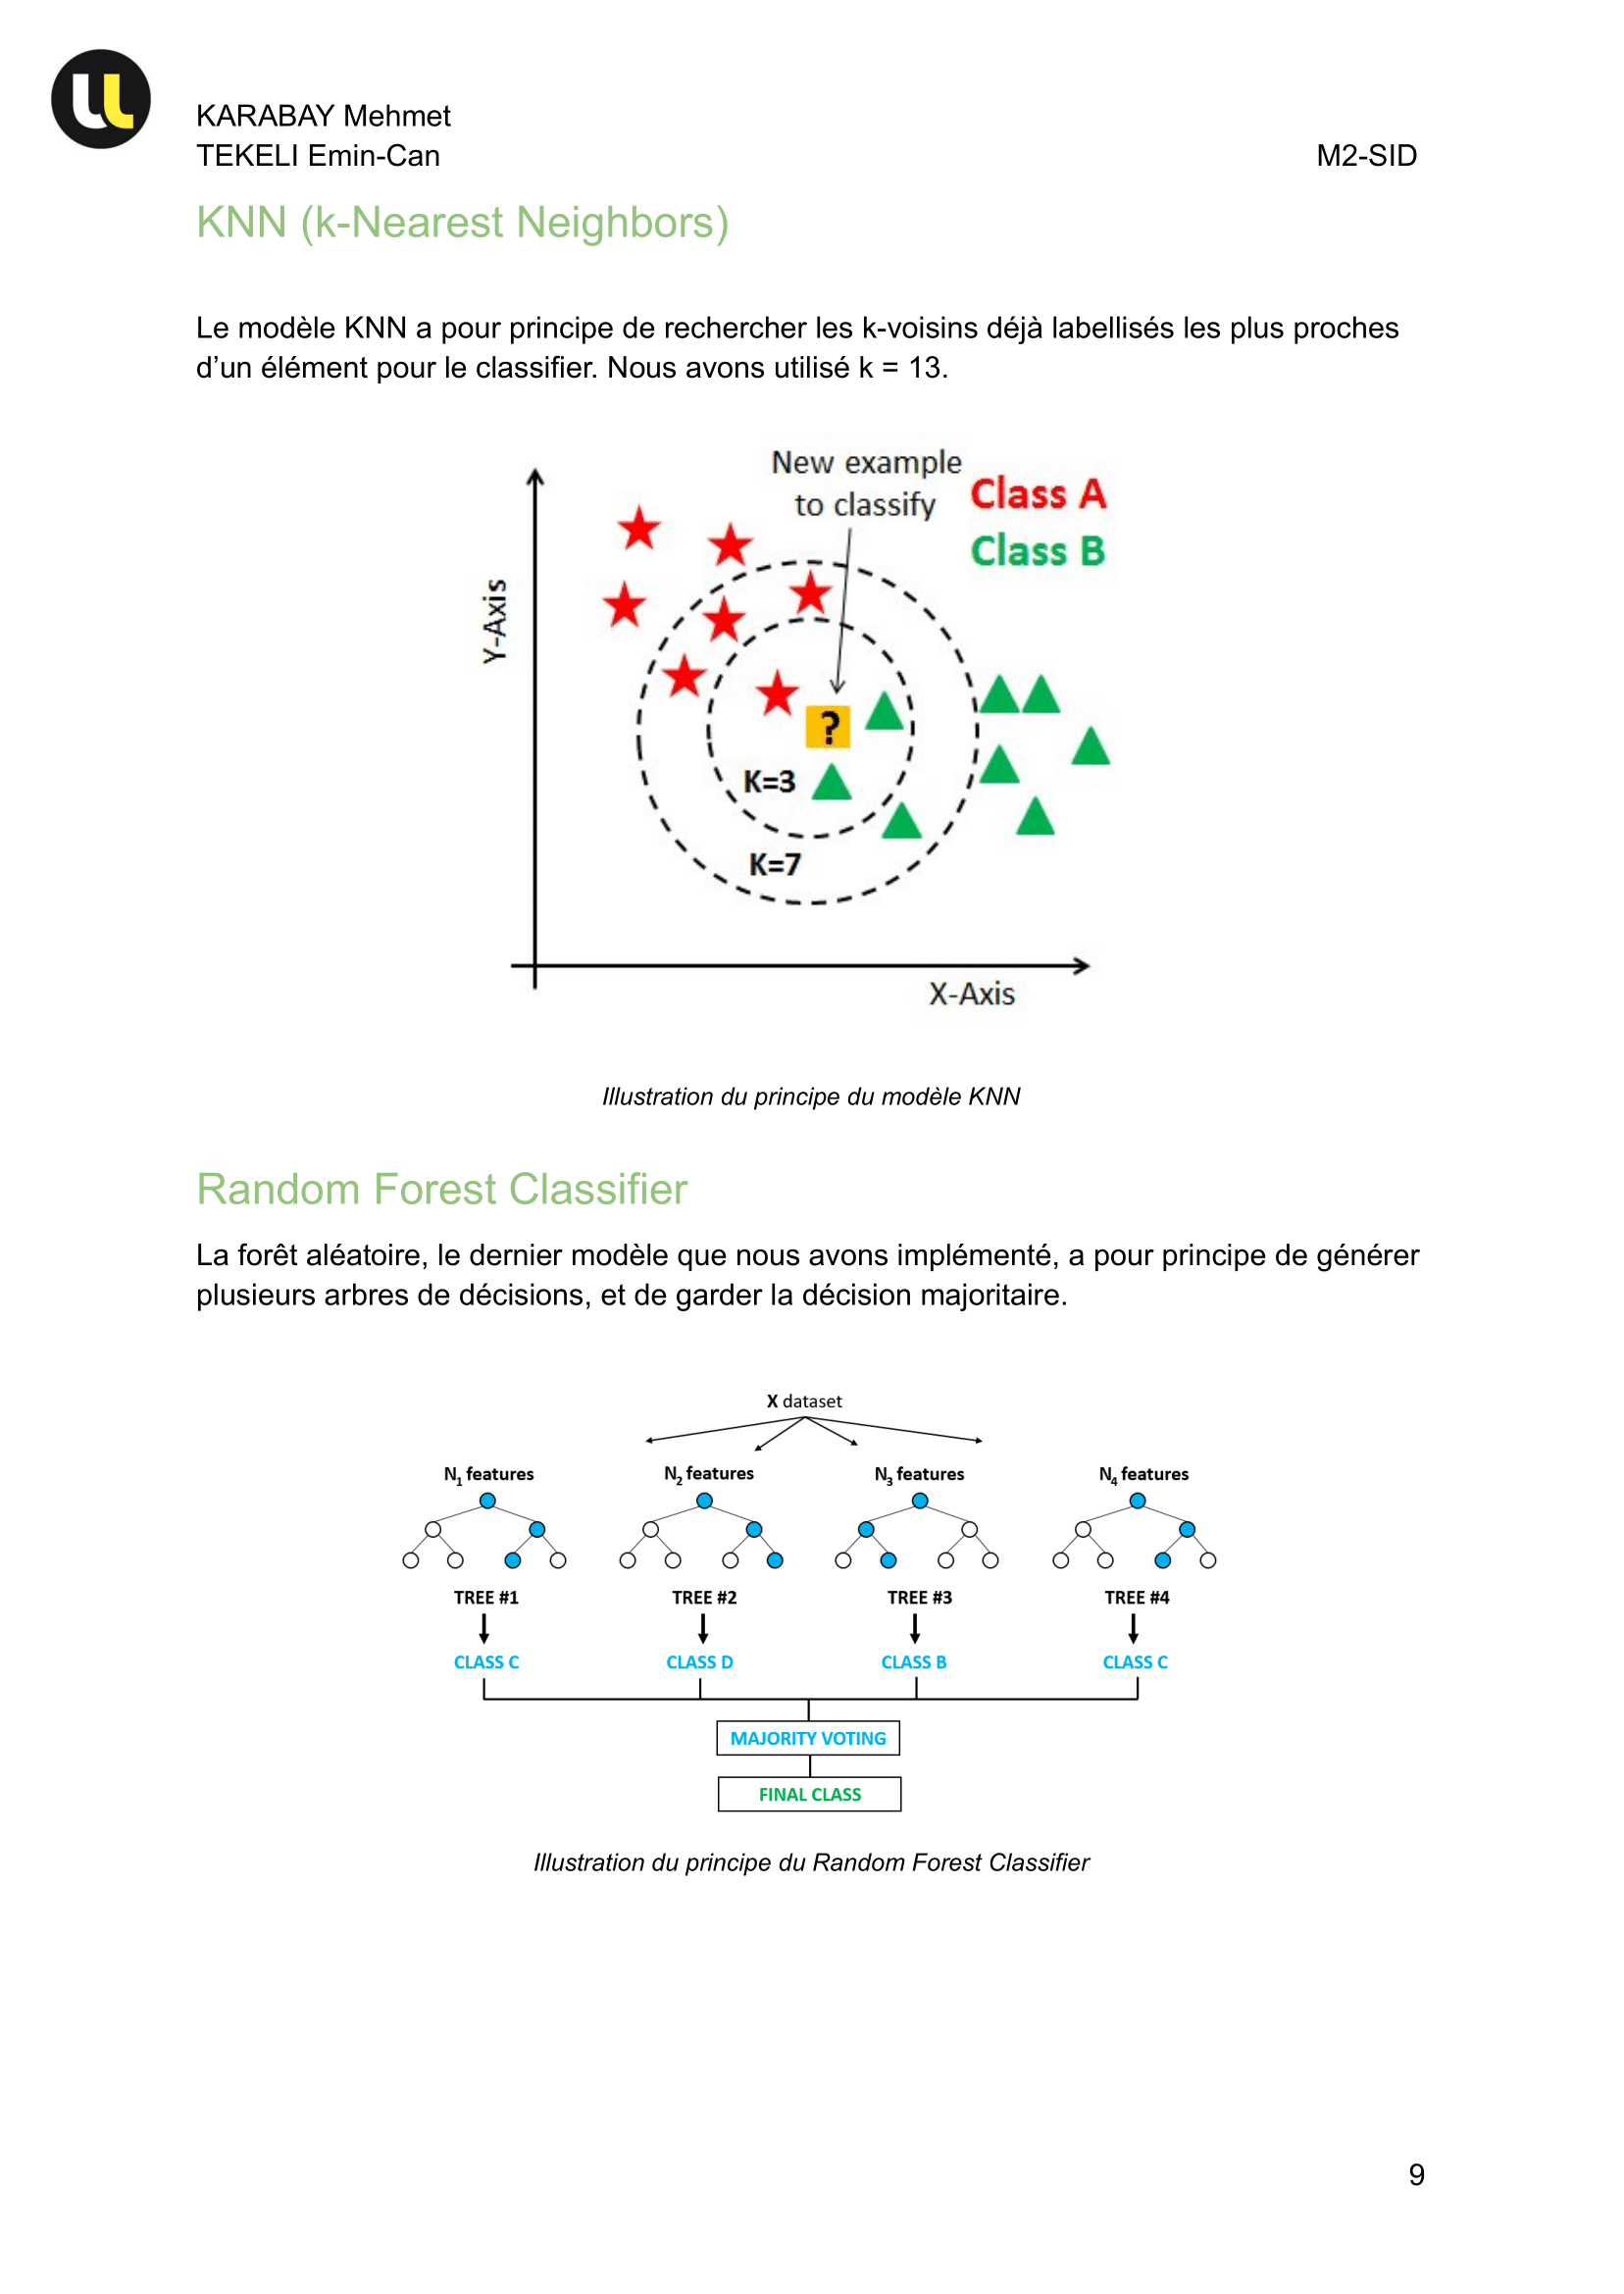 KARABAY Mehmet
TEKELI Emin-Can M2-SID
KNN (k-Nearest Neighbors)
Le modèle KNN a pour principe de rechercher les k-voisins déjà labellisés les plus proches
d’un élément pour le classifier. Nous avons utilisé k = 13.
New example
to classify
Class A
Class B
Y-Axis
?
K=3
K=7
X-Axis
Illustration du principe du modèle KNN
Random Forest Classifier
La forêt aléatoire, le dernier modèle que nous avons implémenté, a pour principe de générer
plusieurs arbres de décisions, et de garder la décision majoritaire.
X dataset
N1 features N2 features N3 features N4 features
TREE #1 TREE #2 TREE #3 TREE #4
CLASS C CLASS D CLASS B CLASS C
MAJORITY VOTING
FINAL CLASS
Illustration du principe du Random Forest Classifier
9